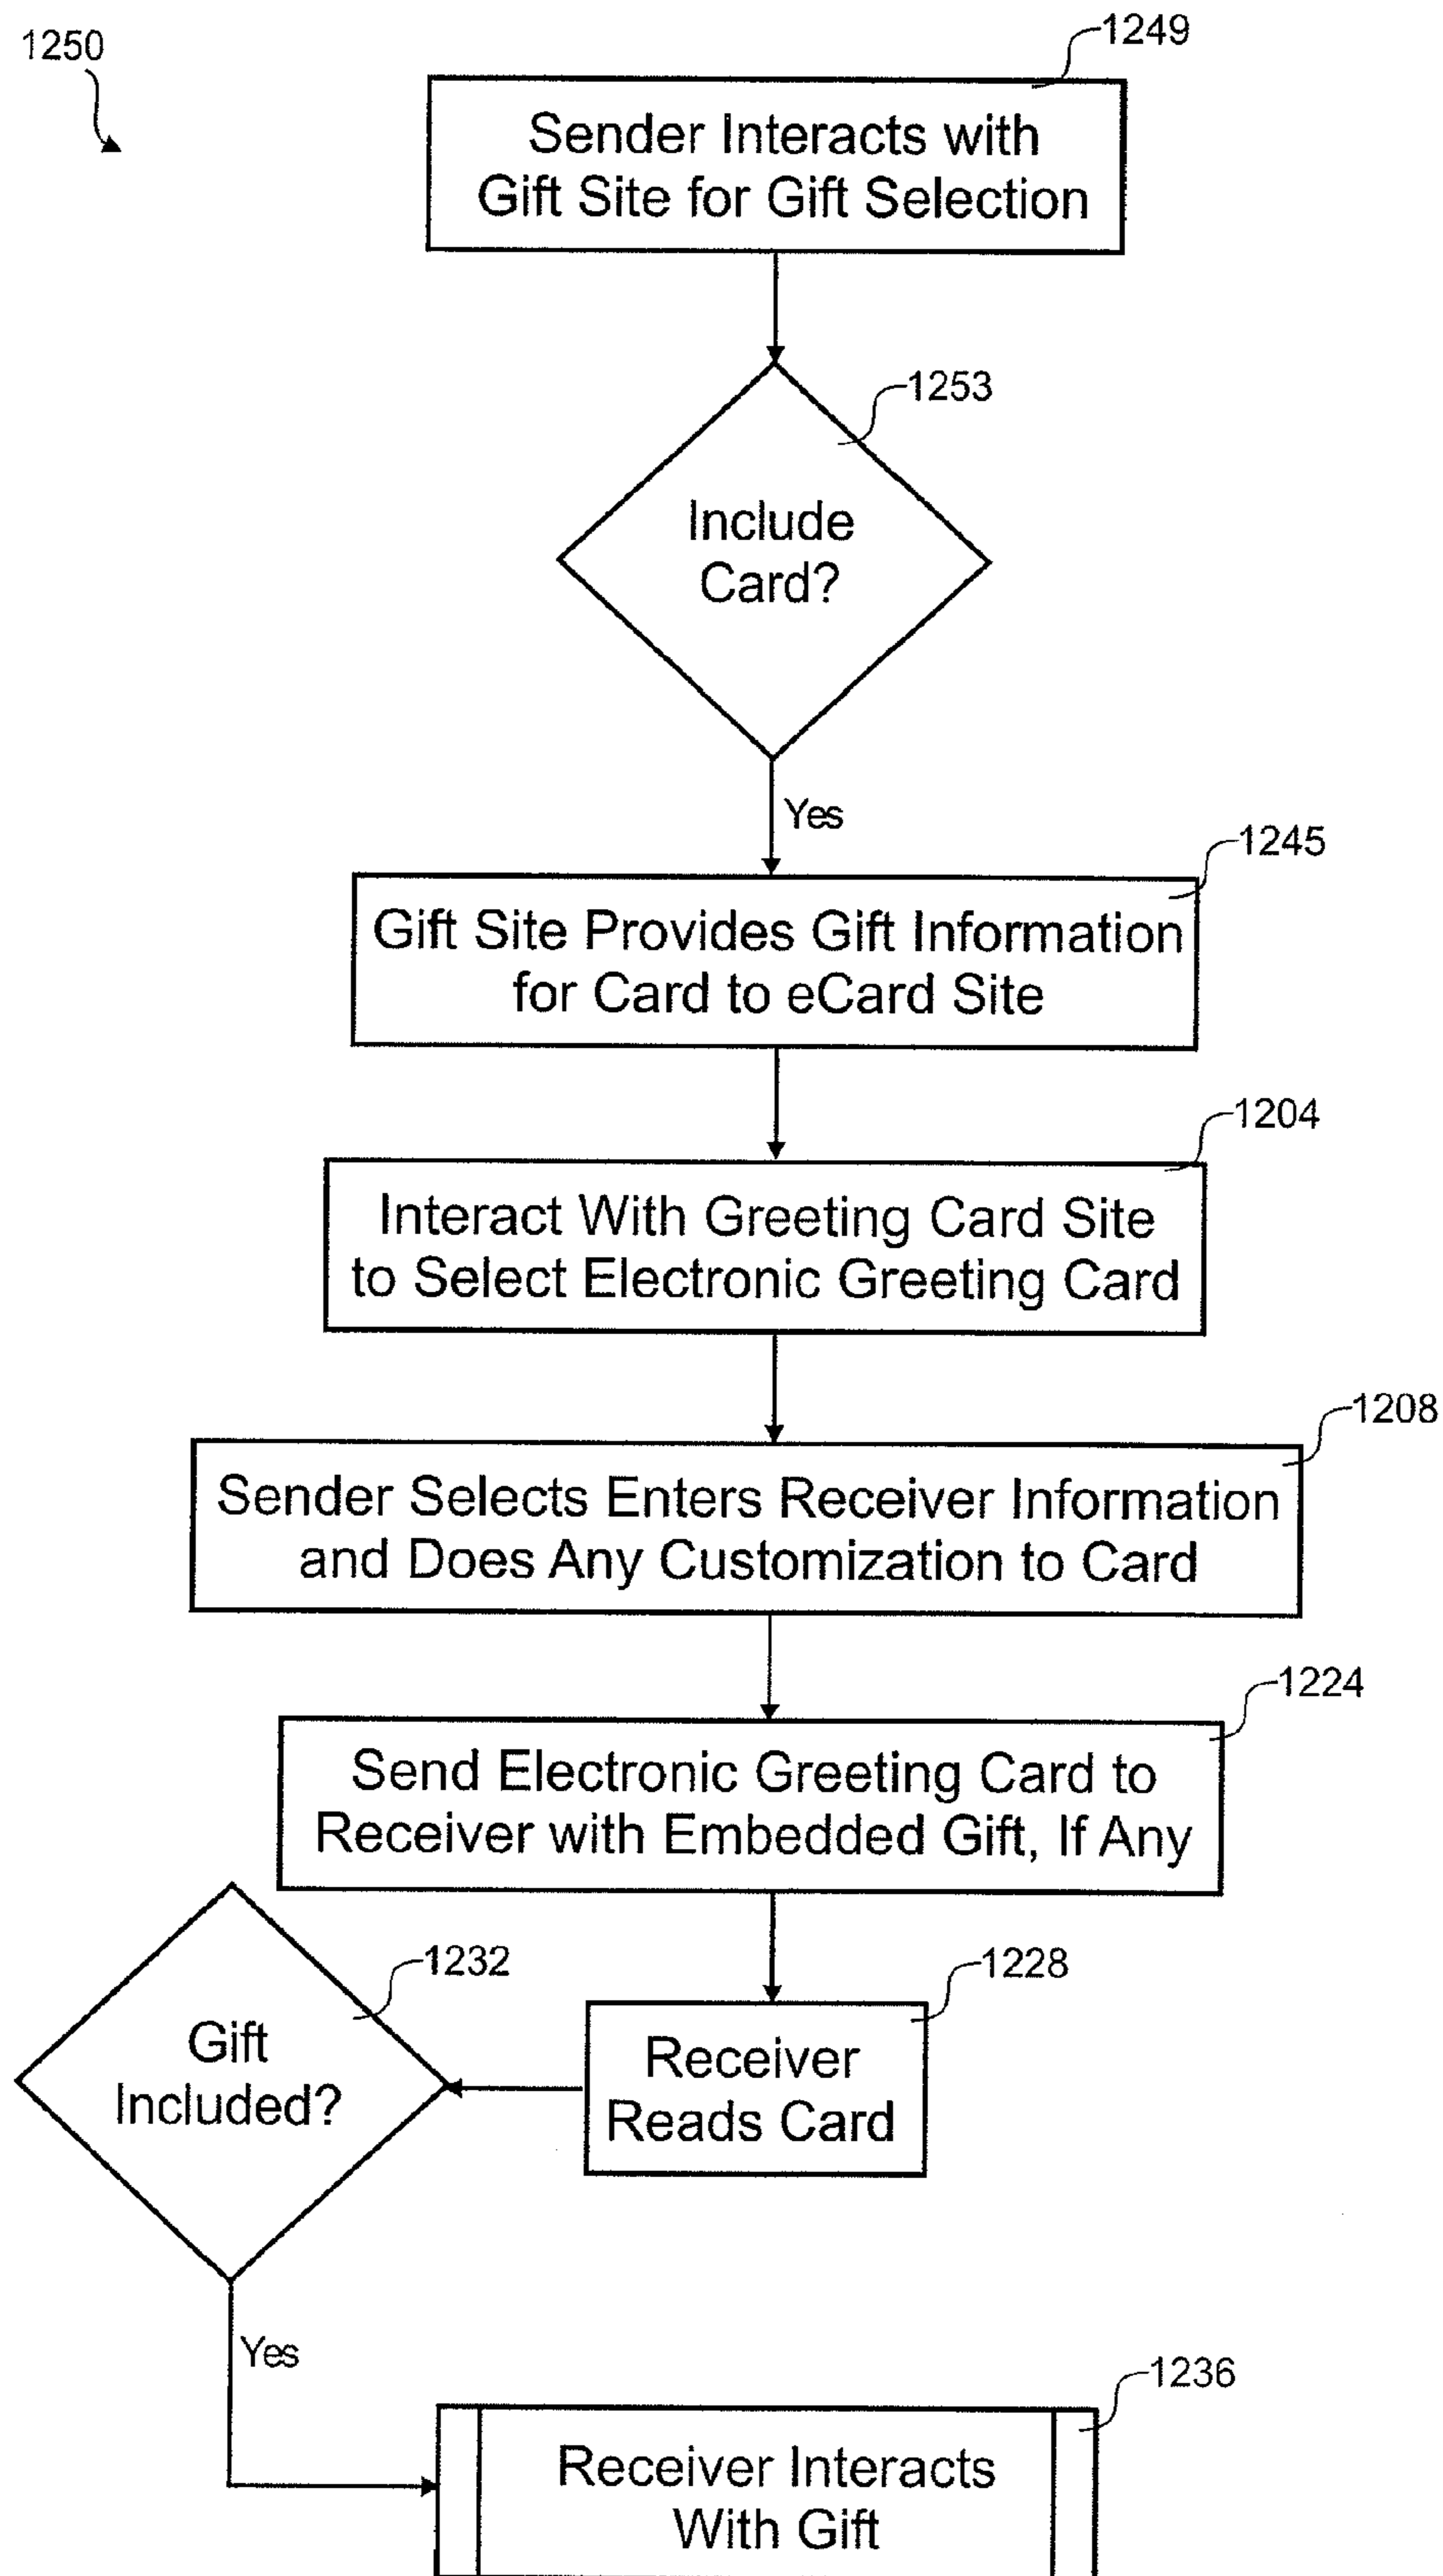 1250
1249
Sender Interacts with
Gift Site for Gift Selection
1253
Include
Card?
Yes
1245
Gift Site Provides Gift Information
for Card to eCard Site
1204
Interact With Greeting Card Site
to Select Electronic Greeting Card
1208
Sender Selects Enters Receiver Information
and Does Any Customization to Card
1224
Send Electronic Greeting Card to
Receiver with Embedded Gift, If Any
1228
Receiver
Reads Card
1232
Gift
Included?
Yes
1236
Receiver Interacts
With Gift